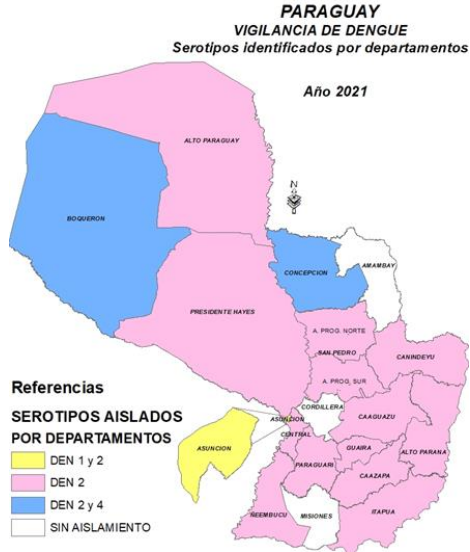 PARAGUAY
VIGILANCIA DE DENGUE
Serotipos identificados por departamentos
Año 2021
ALTO PARAGUAY
N
BOQUERON
CONCEPCION
AMAMBAY
PRESIDENTE HAYES
A. PROG. NORTE
SAN PEDRO
CANINDEYU
A. PROG. SUR
CORDILLERA
ASUNCION
CAAGUAZU
CENTRAL
ASUNCION
GUAIRA
ALTO PARANA
PARAGUARI
CAAZAPA
ÑEEMBUCU
MISIONES
ITAPUA
Referencias
SEROTIPOS AISLADOS
POR DEPARTAMENTOS
DEN 1 y 2
DEN 2
DEN 2 y 4
SIN AISLAMIENTO